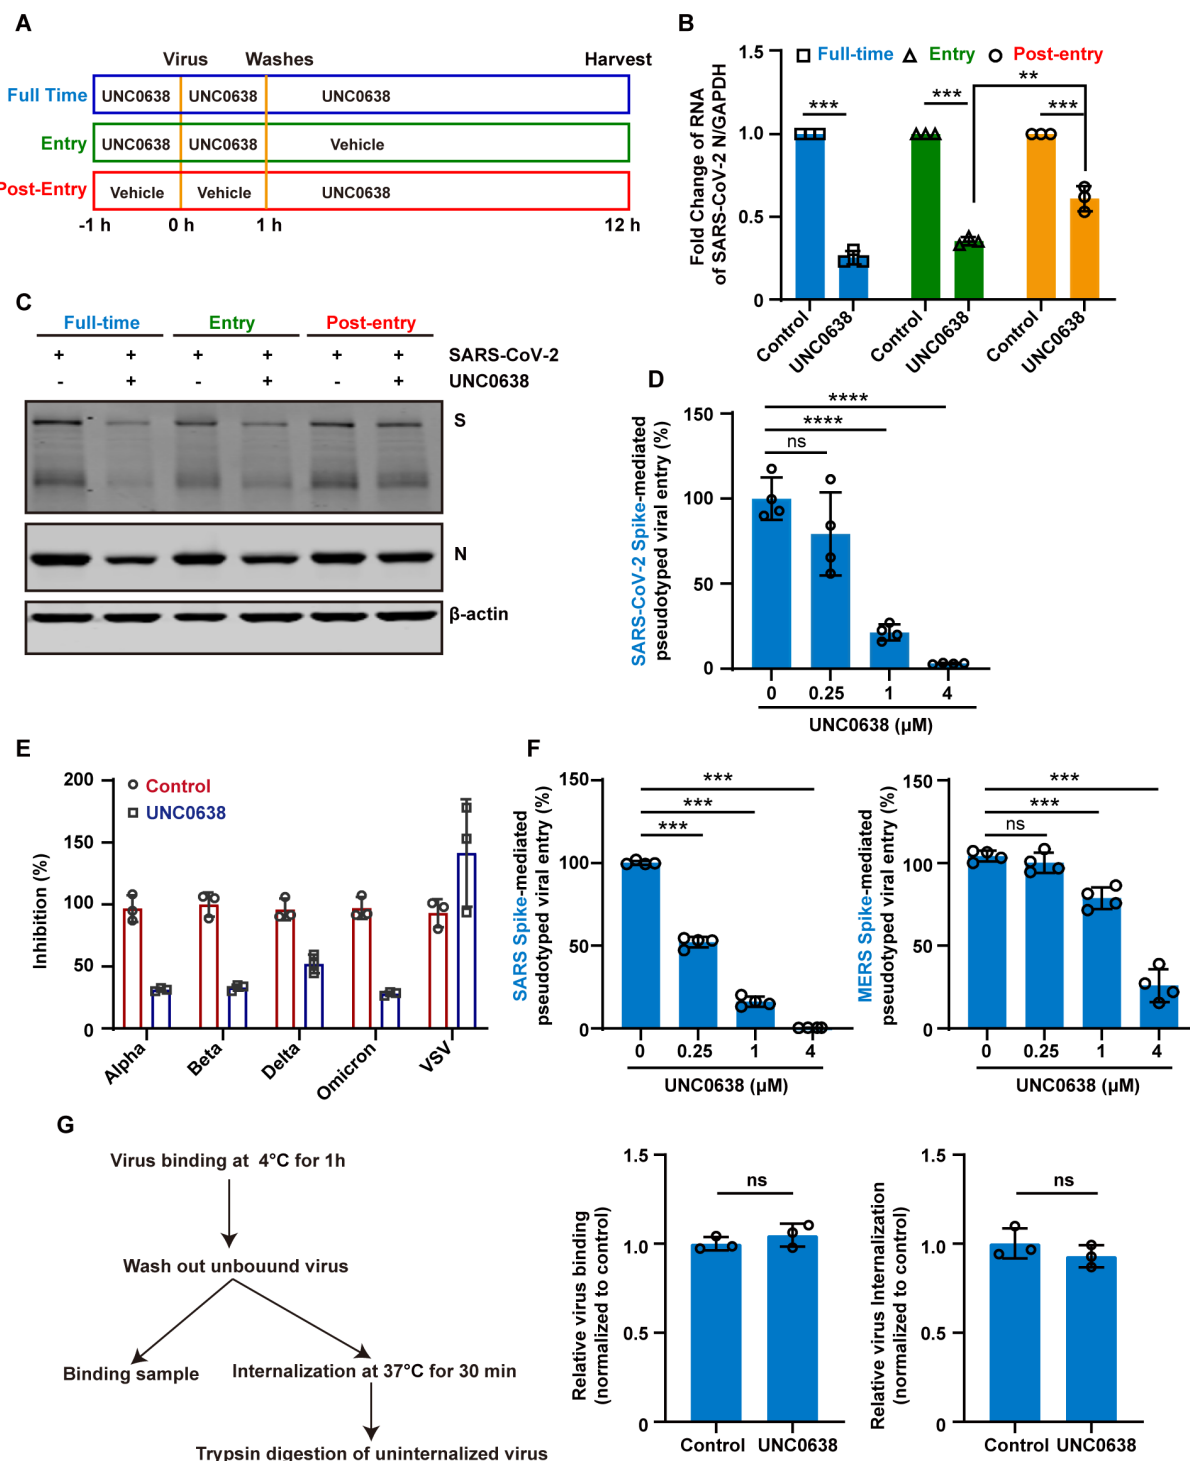 A
Virus Washes Harvest
Full Time UNC0638 UNC0638 UNC0638
Entry UNC0638 UNC0638 Vehicle
Post-Entry Vehicle Vehicle UNC0638
-1 h 0 h 1 h 12 h
B
Full-time Entry Post-entry
Fold Change of RNA
of SARS-CoV-2 N/GAPDH
1.5
1.0
0.5
0
*** *** ** ***
Control UNC0638 Control UNC0638 Control UNC0638
C
Full-time Entry Post-entry
+ + + + + + SARS-CoV-2
- + - + - + UNC0638
S
N
β-actin
D
SARS-CoV-2 Spike-mediated
pseudotyped viral entry (%)
150
100
50
0
****
****
ns
0 0.25 1 4
UNC0638 (μM)
E
Inhibition (%)
200
150
100
50
0
Control
UNC0638
Alpha Beta Delta Omicron VSV
F
SARS Spike-mediated
pseudotyped viral entry (%)
150
100
50
0
***
***
***
0 0.25 1 4
UNC0638 (μM)
MERS Spike-mediated
pseudotyped viral entry (%)
150
100
50
0
***
***
ns
0 0.25 1 4
UNC0638 (μM)
G
Virus binding at 4°C for 1h
Wash out unbouund virus
Binding sample Internalization at 37°C for 30 min
Trypsin digestion of uninternalized virus
Relative virus binding
(normalized to control)
1.5
1.0
0.5
0
ns
Control UNC0638
Relative virus Internalization
(normalized to control)
1.5
1.0
0.5
0
ns
Control UNC0638